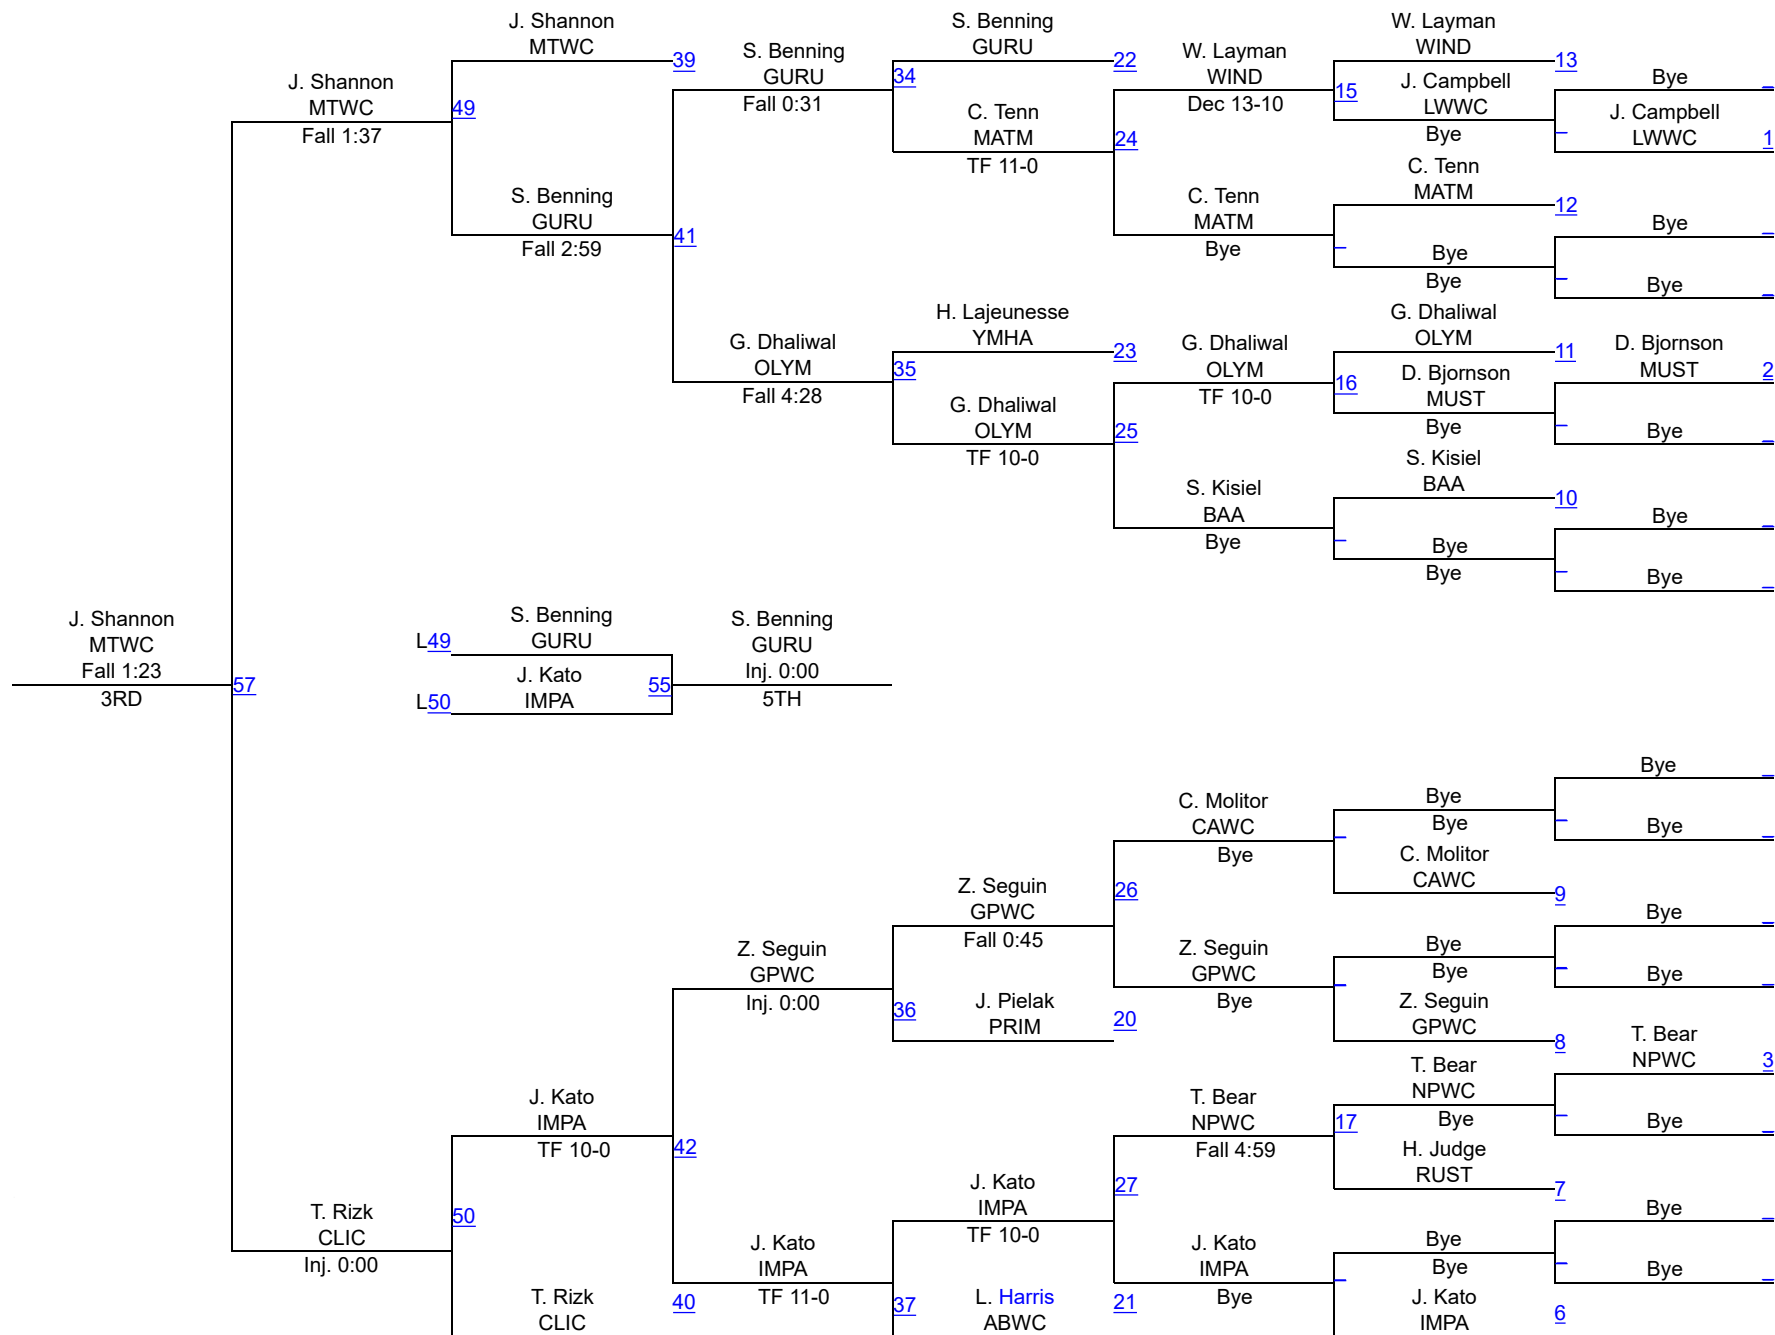 J. Shannon
MTWC
39
J. Shannon
MTWC
Fall 1:37
49
S. Benning
GURU
Fall 2:59
41
S. Benning
GURU
Fall 0:31
34
S. Benning
GURU
22
C. Tenn
MATM
TF 11-0
24
W. Layman
WIND
Dec 13-10
15
W. Layman
WIND
13
J. Campbell
LWWC
Bye
Bye
J. Campbell
LWWC
1
C. Tenn
MATM
Bye
C. Tenn
MATM
12
Bye
Bye
Bye
Bye
G. Dhaliwal
OLYM
Fall 4:28
35
H. Lajeunesse
YMHA
23
G. Dhaliwal
OLYM
TF 10-0
25
G. Dhaliwal
OLYM
TF 10-0
16
G. Dhaliwal
OLYM
11
D. Bjornson
MUST
Bye
D. Bjornson
MUST
2
Bye
S. Kisiel
BAA
Bye
S. Kisiel
BAA
10
Bye
Bye
Bye
Bye
J. Shannon
MTWC
Fall 1:23
3RD
57
L49
S. Benning
GURU
L50
J. Kato
IMPA
55
S. Benning
GURU
Inj. 0:00
5TH
C. Molitor
CAWC
Bye
Bye
Bye
Bye
Bye
C. Molitor
CAWC
9
Z. Seguin
GPWC
Fall 0:45
26
Z. Seguin
GPWC
Bye
Bye
Bye
Bye
Bye
Z. Seguin
GPWC
8
Z. Seguin
GPWC
Inj. 0:00
36
J. Pielak
PRIM
20
T. Bear
NPWC
Fall 4:59
17
T. Bear
NPWC
Bye
T. Bear
NPWC
3
Bye
H. Judge
RUST
7
J. Kato
IMPA
TF 10-0
42
J. Kato
IMPA
TF 10-0
27
J. Kato
IMPA
Bye
Bye
Bye
Bye
Bye
J. Kato
IMPA
6
T. Rizk
CLIC
Inj. 0:00
50
J. Kato
IMPA
TF 11-0
37
L. Harris
ABWC
21
T. Rizk
CLIC
40